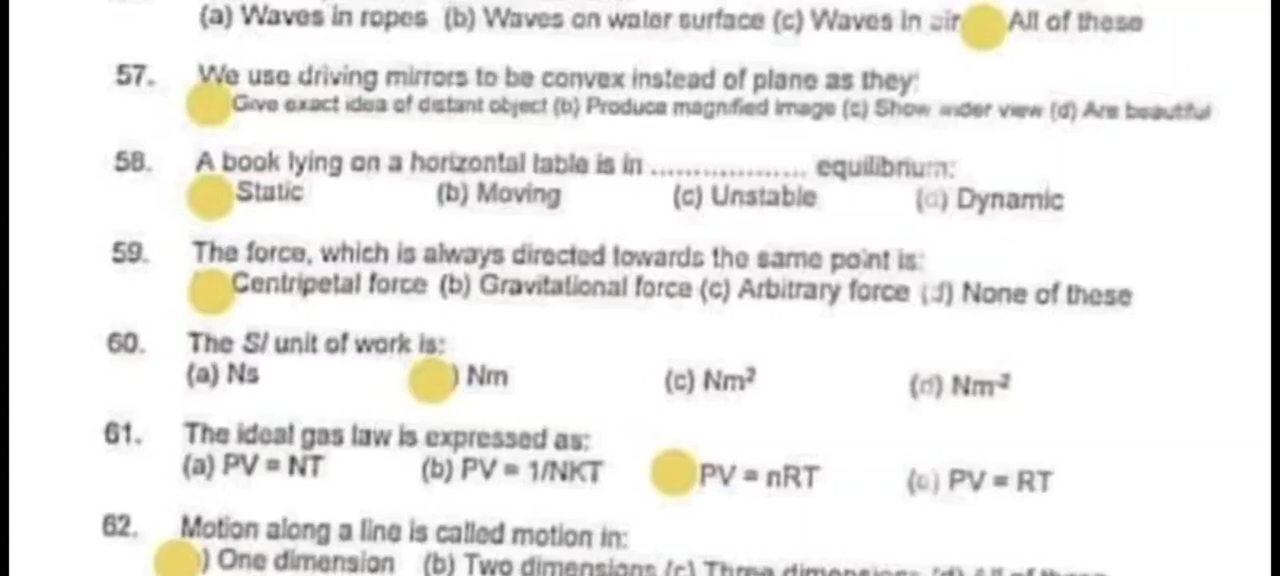 (a) Waves in ropes (b) Waves on water surface (c) Waves in air All of these
57. We use driving mirrors to be convex instead of plane as they:
Give exact idea of distant object (b) Produce magnified image (c) Show wider view (d) Are beautiful
58. A book lying on a horizontal table is in ................. equilibrium:
Static (b) Moving (c) Unstable (d) Dynamic
59. The force, which is always directed towards the same point is:
Centripetal force (b) Gravitational force (c) Arbitrary force (d) None of these
60. The SI unit of work is:
(a) Ns ) Nm (c) Nm² (d) Nm⁻²
61. The ideal gas law is expressed as:
(a) PV = NT (b) PV = 1/NKT PV = nRT (d) PV = RT
62. Motion along a line is called motion in:
) One dimension (b) Two dimensions (c) Three dimensions (d) All of these